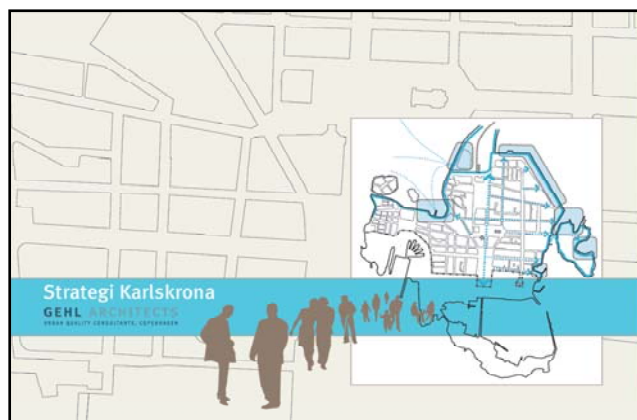 Strategi Karlskrona
GEHL ARCHITECTS
URBAN QUALITY CONSULTANTS, COPENHAGEN